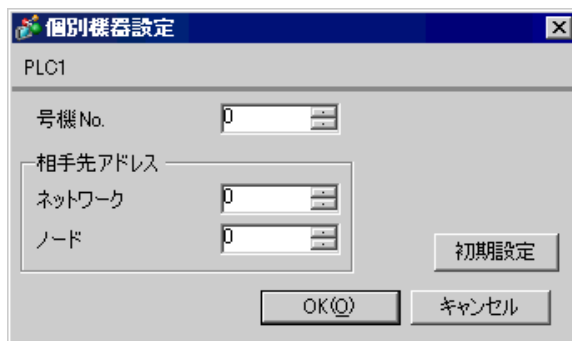 個別機器設定
PLC1
号機No. 0
相手先アドレス
ネットワーク 0
ノード 0
初期設定
OK(O) キャンセル